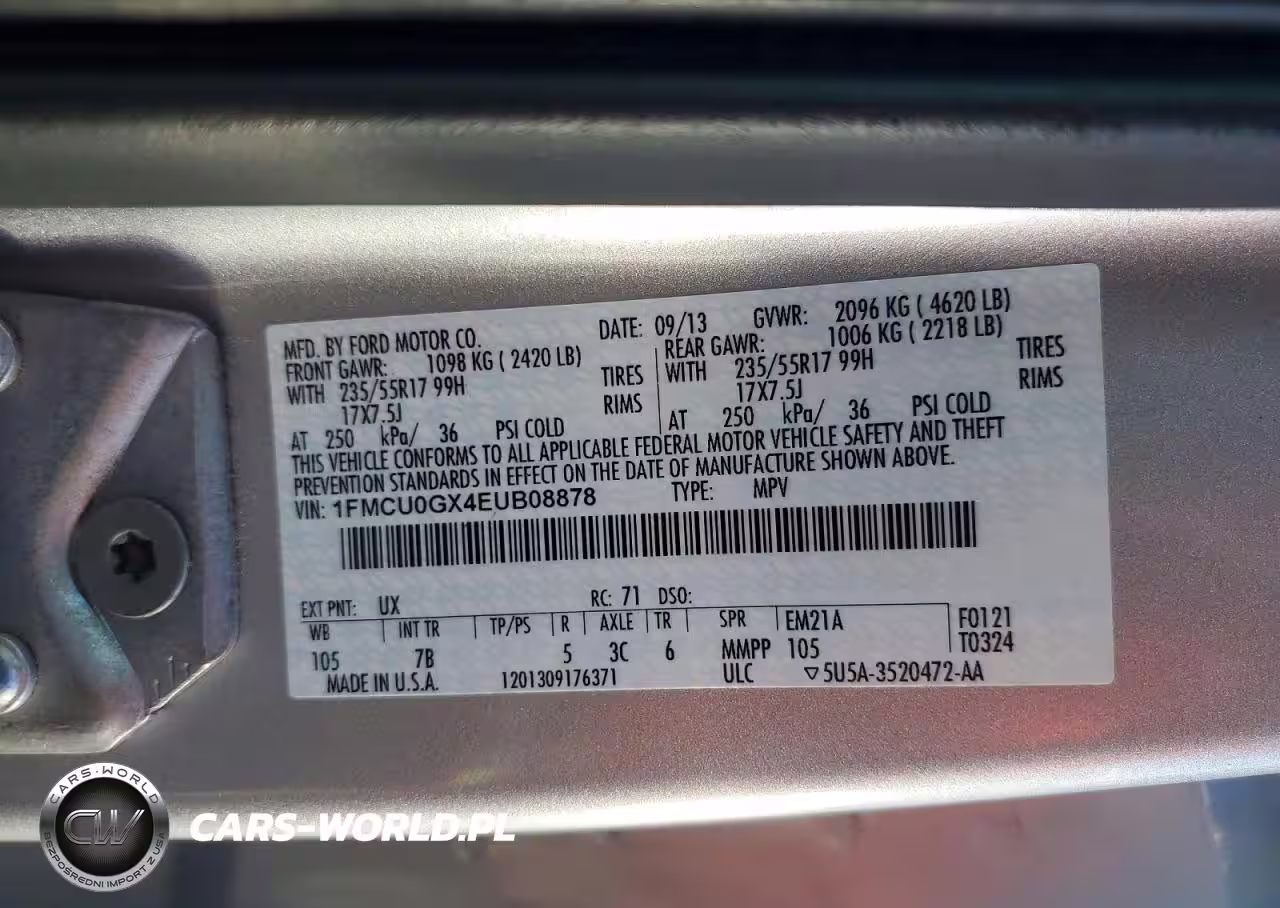 MFD. BY FORD MOTOR CO. DATE: 09/13 GVWR: 2096 KG ( 4620 LB)
FRONT GAWR: 1098 KG ( 2420 LB) REAR GAWR: 1006 KG ( 2218 LB)
WITH 235/55R17 99H TIRES WITH 235/55R17 99H TIRES
17X7.5J RIMS 17X7.5J RIMS
AT 250 kPa/ 36 PSI COLD AT 250 kPa/ 36 PSI COLD
THIS VEHICLE CONFORMS TO ALL APPLICABLE FEDERAL MOTOR VEHICLE SAFETY AND THEFT
PREVENTION STANDARDS IN EFFECT ON THE DATE OF MANUFACTURE SHOWN ABOVE.
VIN: 1FMCU0GX4EUB08878 TYPE: MPV
EXT PNT: UX RC: 71 DSO:
WB INT TR TP/PS R AXLE TR SPR EM21A F0121
105 7B 5 3C 6 MMPP 105 T0324
MADE IN U.S.A. 1201309176371 ULC ▽5U5A-3520472-AA
CARS-WORLD
CW
BEZPOŚREDNI IMPORT Z USA
CARS-WORLD.PL